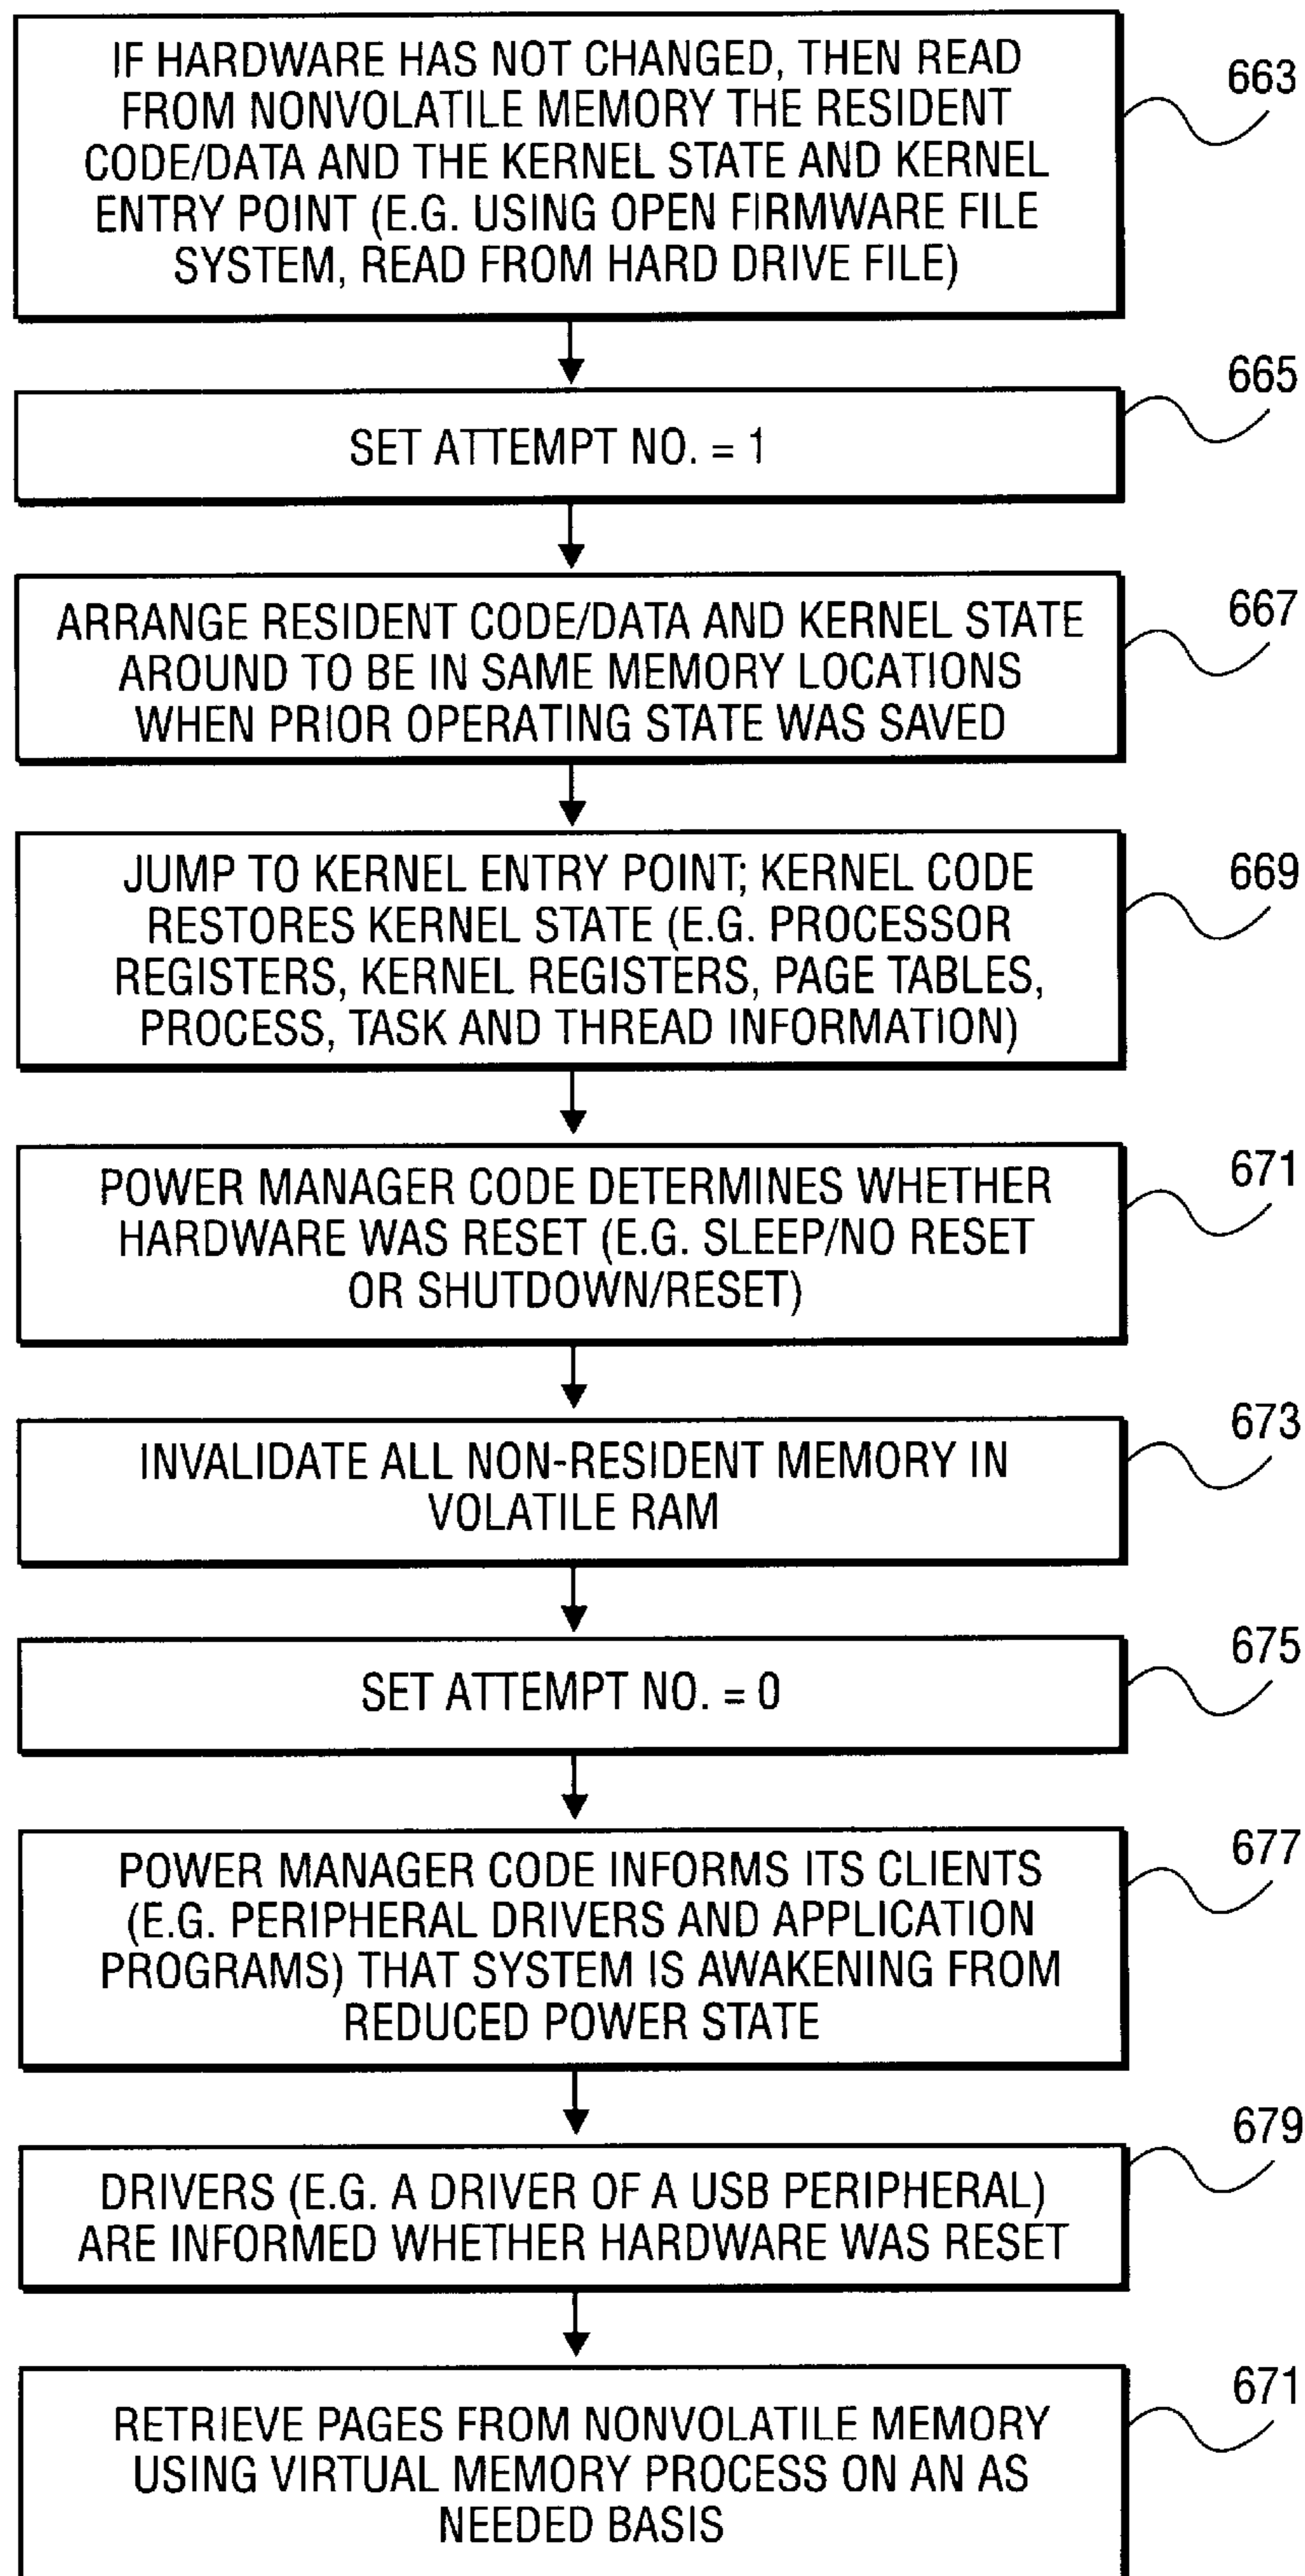 IF HARDWARE HAS NOT CHANGED, THEN READ
FROM NONVOLATILE MEMORY THE RESIDENT
CODE/DATA AND THE KERNEL STATE AND KERNEL
ENTRY POINT (E.G. USING OPEN FIRMWARE FILE
SYSTEM, READ FROM HARD DRIVE FILE)
663
SET ATTEMPT NO. = 1
665
ARRANGE RESIDENT CODE/DATA AND KERNEL STATE
AROUND TO BE IN SAME MEMORY LOCATIONS
WHEN PRIOR OPERATING STATE WAS SAVED
667
JUMP TO KERNEL ENTRY POINT; KERNEL CODE
RESTORES KERNEL STATE (E.G. PROCESSOR
REGISTERS, KERNEL REGISTERS, PAGE TABLES,
PROCESS, TASK AND THREAD INFORMATION)
669
POWER MANAGER CODE DETERMINES WHETHER
HARDWARE WAS RESET (E.G. SLEEP/NO RESET
OR SHUTDOWN/RESET)
671
INVALIDATE ALL NON-RESIDENT MEMORY IN
VOLATILE RAM
673
SET ATTEMPT NO. = 0
675
POWER MANAGER CODE INFORMS ITS CLIENTS
(E.G. PERIPHERAL DRIVERS AND APPLICATION
PROGRAMS) THAT SYSTEM IS AWAKENING FROM
REDUCED POWER STATE
677
DRIVERS (E.G. A DRIVER OF A USB PERIPHERAL)
ARE INFORMED WHETHER HARDWARE WAS RESET
679
RETRIEVE PAGES FROM NONVOLATILE MEMORY
USING VIRTUAL MEMORY PROCESS ON AN AS
NEEDED BASIS
671